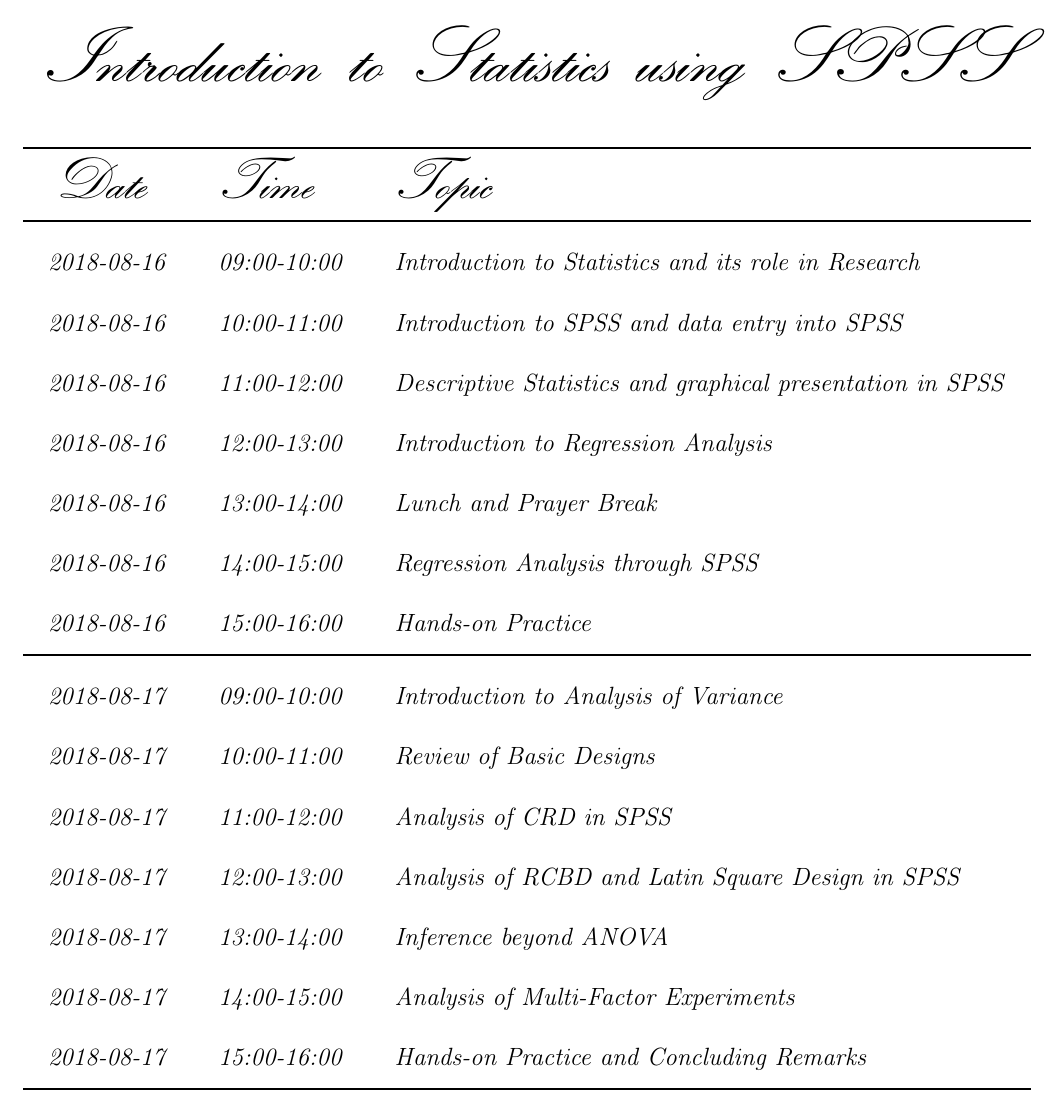 Introduction to Statistics using SPSS
Date Time Topic
2018-08-16 09:00-10:00 Introduction to Statistics and its role in Research
2018-08-16 10:00-11:00 Introduction to SPSS and data entry into SPSS
2018-08-16 11:00-12:00 Descriptive Statistics and graphical presentation in SPSS
2018-08-16 12:00-13:00 Introduction to Regression Analysis
2018-08-16 13:00-14:00 Lunch and Prayer Break
2018-08-16 14:00-15:00 Regression Analysis through SPSS
2018-08-16 15:00-16:00 Hands-on Practice
2018-08-17 09:00-10:00 Introduction to Analysis of Variance
2018-08-17 10:00-11:00 Review of Basic Designs
2018-08-17 11:00-12:00 Analysis of CRD in SPSS
2018-08-17 12:00-13:00 Analysis of RCBD and Latin Square Design in SPSS
2018-08-17 13:00-14:00 Inference beyond ANOVA
2018-08-17 14:00-15:00 Analysis of Multi-Factor Experiments
2018-08-17 15:00-16:00 Hands-on Practice and Concluding Remarks